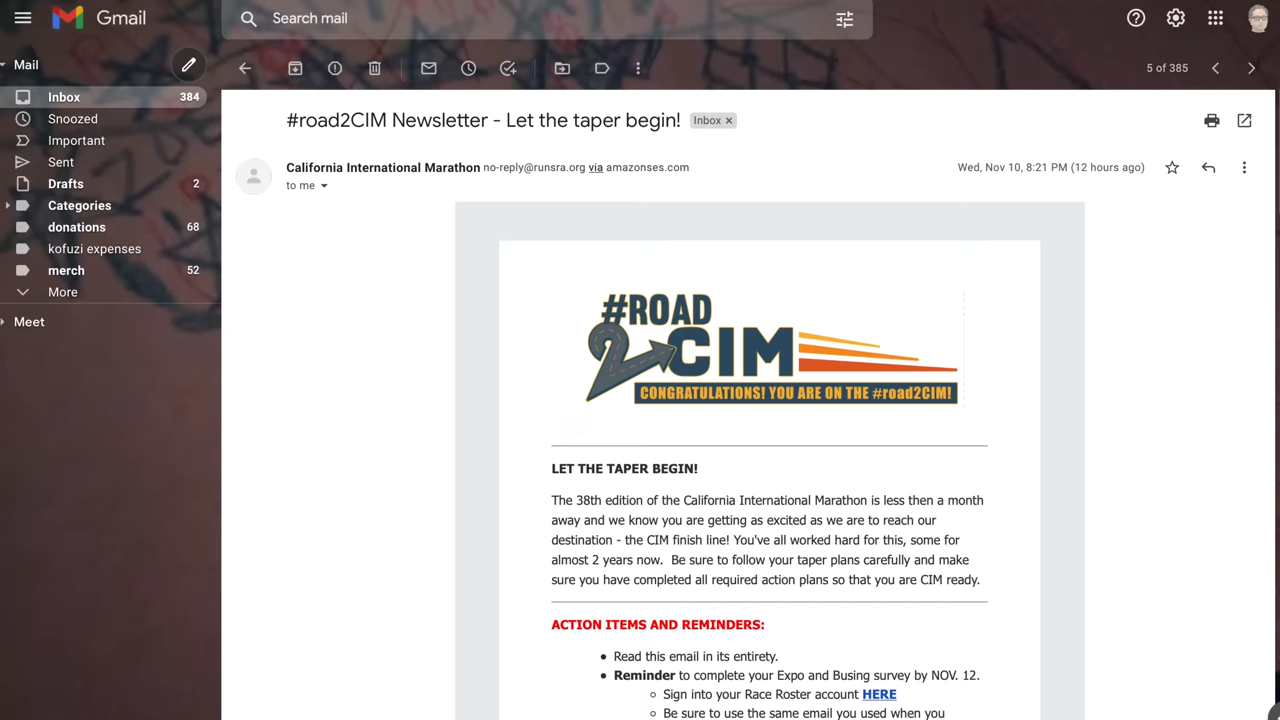 Gmail
Search mail
Mail
5 of 385
Inbox 384
Snoozed
Important
Sent
Drafts 2
Categories
donations 68
kofuzi expenses
merch 52
More
Meet
#road2CIM Newsletter - Let the taper begin! Inbox ×
California International Marathon no-reply@runsra.org via amazonses.com
Wed, Nov 10, 8:21 PM (12 hours ago)
to me
#ROAD
2CIM
CONGRATULATIONS! YOU ARE ON THE #road2CIM!
LET THE TAPER BEGIN!
The 38th edition of the California International Marathon is less then a month
away and we know you are getting as excited as we are to reach our
destination - the CIM finish line! You've all worked hard for this, some for
almost 2 years now. Be sure to follow your taper plans carefully and make
sure you have completed all required action plans so that you are CIM ready.
ACTION ITEMS AND REMINDERS:
● Read this email in its entirety.
● Reminder to complete your Expo and Busing survey by NOV. 12.
○ Sign into your Race Roster account HERE
○ Be sure to use the same email you used when you